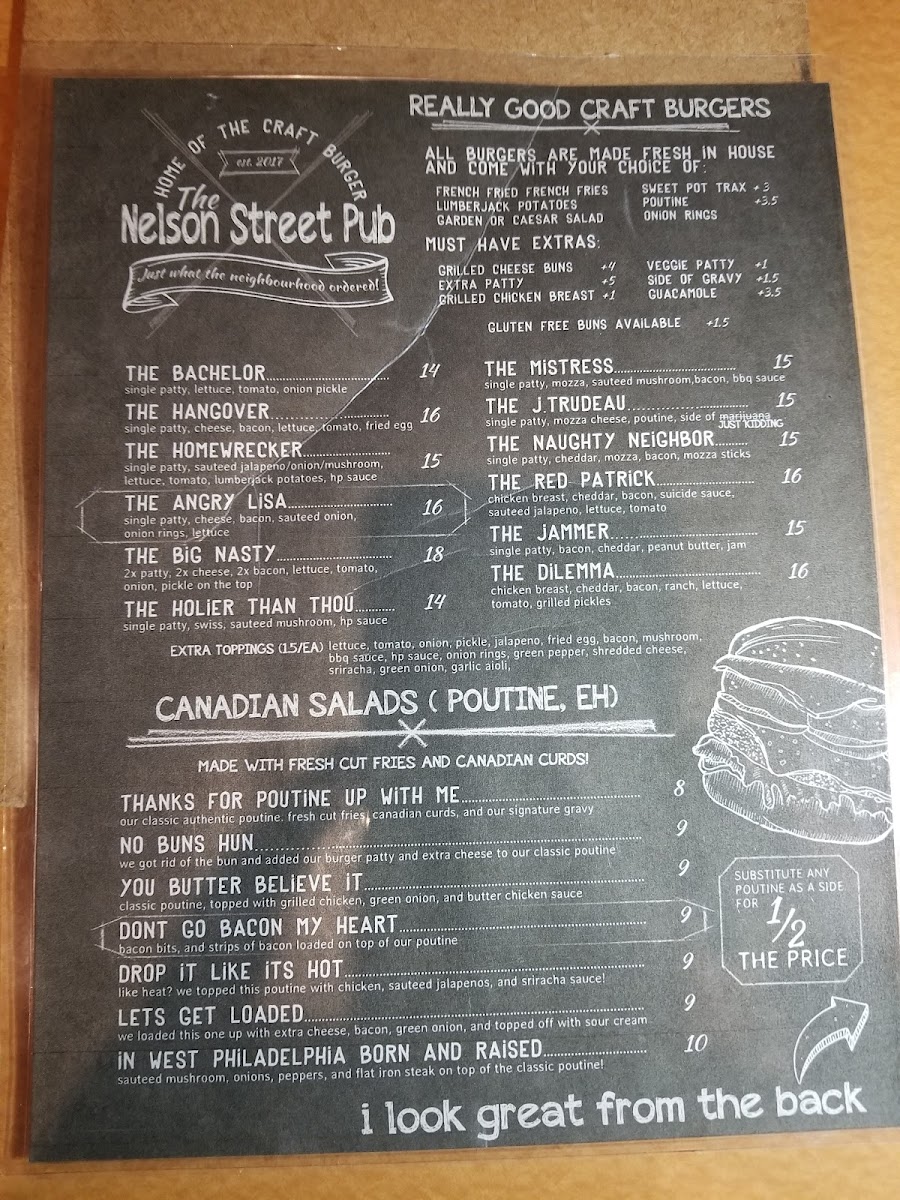 HOME OF THE CRAFT BURGER
est. 2017
The
Nelson Street Pub
Just what the neighbourhood ordered!
REALLY GOOD CRAFT BURGERS
ALL BURGERS ARE MADE FRESH IN HOUSE
AND COME WITH YOUR CHOICE OF:
FRENCH FRIED FRENCH FRIES
LUMBERJACK POTATOES
GARDEN OR CAESAR SALAD
SWEET POT TRAX +3
POUTINE +3.5
ONION RINGS
MUST HAVE EXTRAS:
GRILLED CHEESE BUNS +4
EXTRA PATTY +5
GRILLED CHICKEN BREAST +1
VEGGIE PATTY +1
SIDE OF GRAVY +1.5
GUACAMOLE +3.5
GLUTEN FREE BUNS AVAILABLE +1.5
THE BACHELOR 14
single patty, lettuce, tomato, onion pickle
THE HANGOVER 16
single patty, cheese, bacon, lettuce, tomato, fried egg
THE HOMEWRECKER 15
single patty, sauteed jalapeno/onion/mushroom,
lettuce, tomato, lumberjack potatoes, hp sauce
THE ANGRY LiSA 16
single patty, cheese, bacon, sauteed onion,
onion rings, lettuce
THE BiG NASTY 18
2x patty, 2x cheese, 2x bacon, lettuce, tomato,
onion, pickle on the top
THE HOLiER THAN THOU 14
single patty, swiss, sauteed mushroom, hp sauce
THE MiSTRESS 15
single patty, mozza, sauteed mushroom,bacon, bbq sauce
THE J.TRUDEAU 15
single patty, mozza cheese, poutine, side of marijuana
JUST KIDDING
THE NAUGHTY NEiGHBOR 15
single patty, cheddar, mozza, bacon, mozza sticks
THE RED PATRiCK 16
chicken breast, cheddar, bacon, suicide sauce,
sauteed jalapeno, lettuce, tomato
THE JAMMER 15
single patty, bacon, cheddar, peanut butter, jam
THE DiLEMMA 16
chicken breast, cheddar, bacon, ranch, lettuce,
tomato, grilled pickles
EXTRA TOPPINGS (1.5/EA) lettuce, tomato, onion, pickle, jalapeno, fried egg, bacon, mushroom,
bbq sauce, hp sauce, onion rings, green pepper, shredded cheese,
sriracha, green onion, garlic aioli,
CANADIAN SALADS ( POUTINE, EH)
MADE WITH FRESH CUT FRIES AND CANADIAN CURDS!
THANKS FOR POUTiNE UP WiTH ME 8
our classic authentic poutine. fresh cut fries, canadian curds, and our signature gravy
NO BUNS HUN 9
we got rid of the bun and added our burger patty and extra cheese to our classic poutine
YOU BUTTER BELiEVE iT 9
classic poutine, topped with grilled chicken, green onion, and butter chicken sauce
DONT GO BACON MY HEART 9
bacon bits, and strips of bacon loaded on top of our poutine
DROP iT LiKE iTS HOT 9
like heat? we topped this poutine with chicken, sauteed jalapenos, and sriracha sauce!
LETS GET LOADED 9
we loaded this one up with extra cheese, bacon, green onion, and topped off with sour cream
iN WEST PHiLADELPHiA BORN AND RAiSED 10
sauteed mushroom, onions, peppers, and flat iron steak on top of the classic poutine!
SUBSTITUTE ANY
POUTINE AS A SIDE
FOR 1/2
THE PRICE
i look great from the back